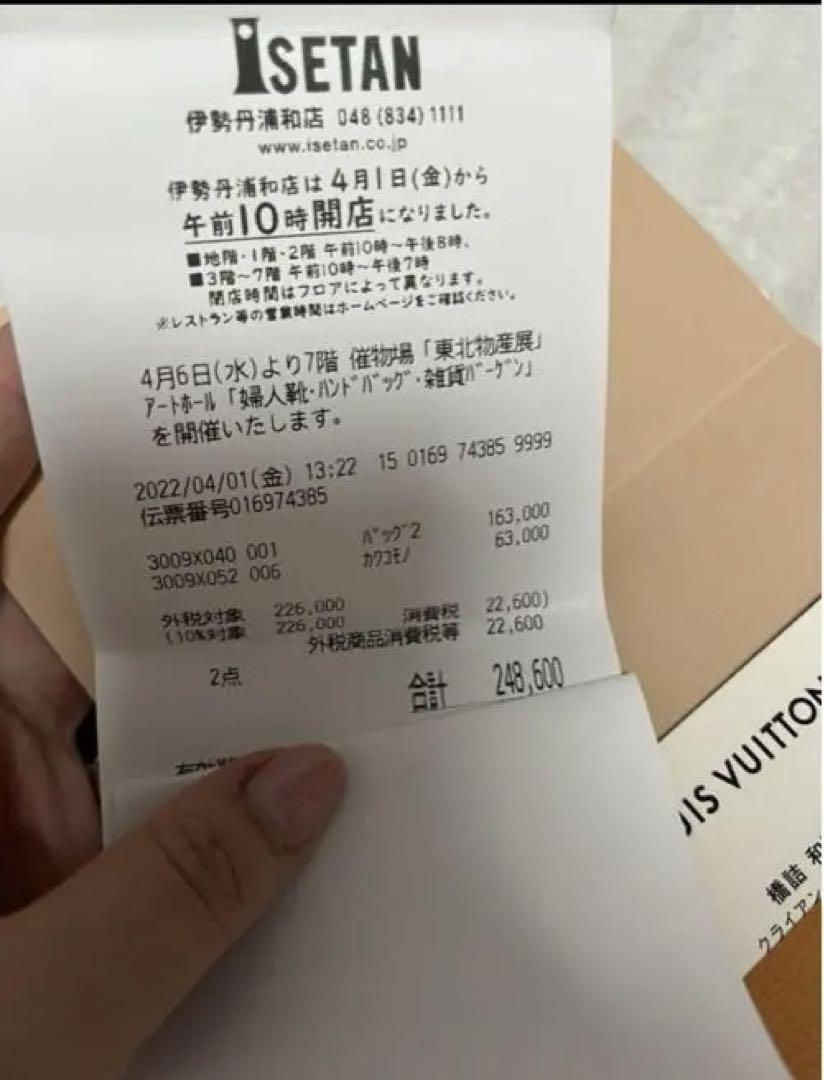 ISETAN
伊勢丹浦和店 048(834)1111
www.isetan.co.jp
伊勢丹浦和店は4月1日(金)から
午前10時開店になりました。
■地階・1階・2階 午前10時～午後8時、
■3階～7階 午前10時～午後7時
閉店時間はフロアによって異なります。
※レストラン等の営業時間はホームページをご確認ください。
4月6日(水)より7階 催物場「東北物産展」
ｱｰﾄﾎｰﾙ「婦人靴･ﾊﾝﾄﾞﾊﾞｯｸﾞ･雑貨ﾊﾞｰｹﾞﾝ」
を開催いたします。
2022/04/01(金) 13:22 15 0169 74385 9999
伝票番号016974385
3009X040 001 ﾊﾞｯｸﾞ2 163,000
3009X052 006 ｶﾜｺﾓﾉ 63,000
外税対象 226,000 消費税 22,600)
(10%対象 226,000
外税商品消費税等 22,600
2点 合計 248,600
UIS VUITTON
橋詰 和
クライアン